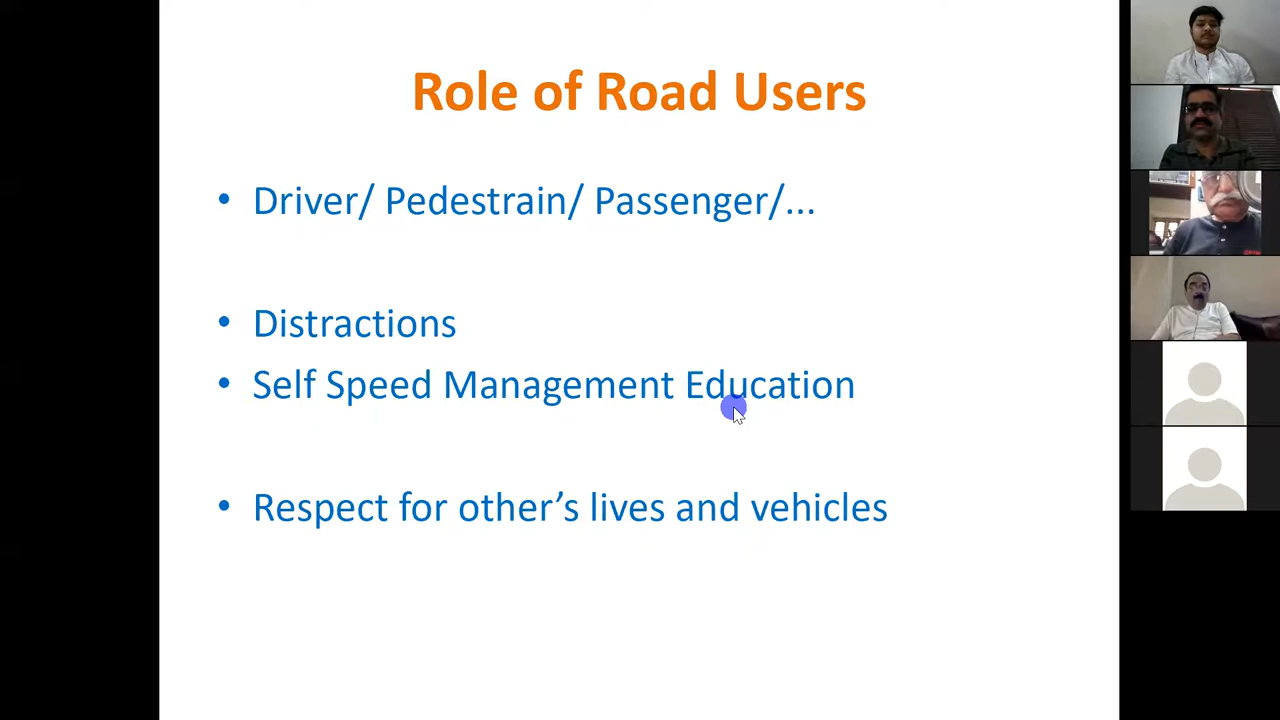 Role of Road Users
• Driver/ Pedestrain/ Passenger/...
• Distractions
• Self Speed Management Education
• Respect for other’s lives and vehicles